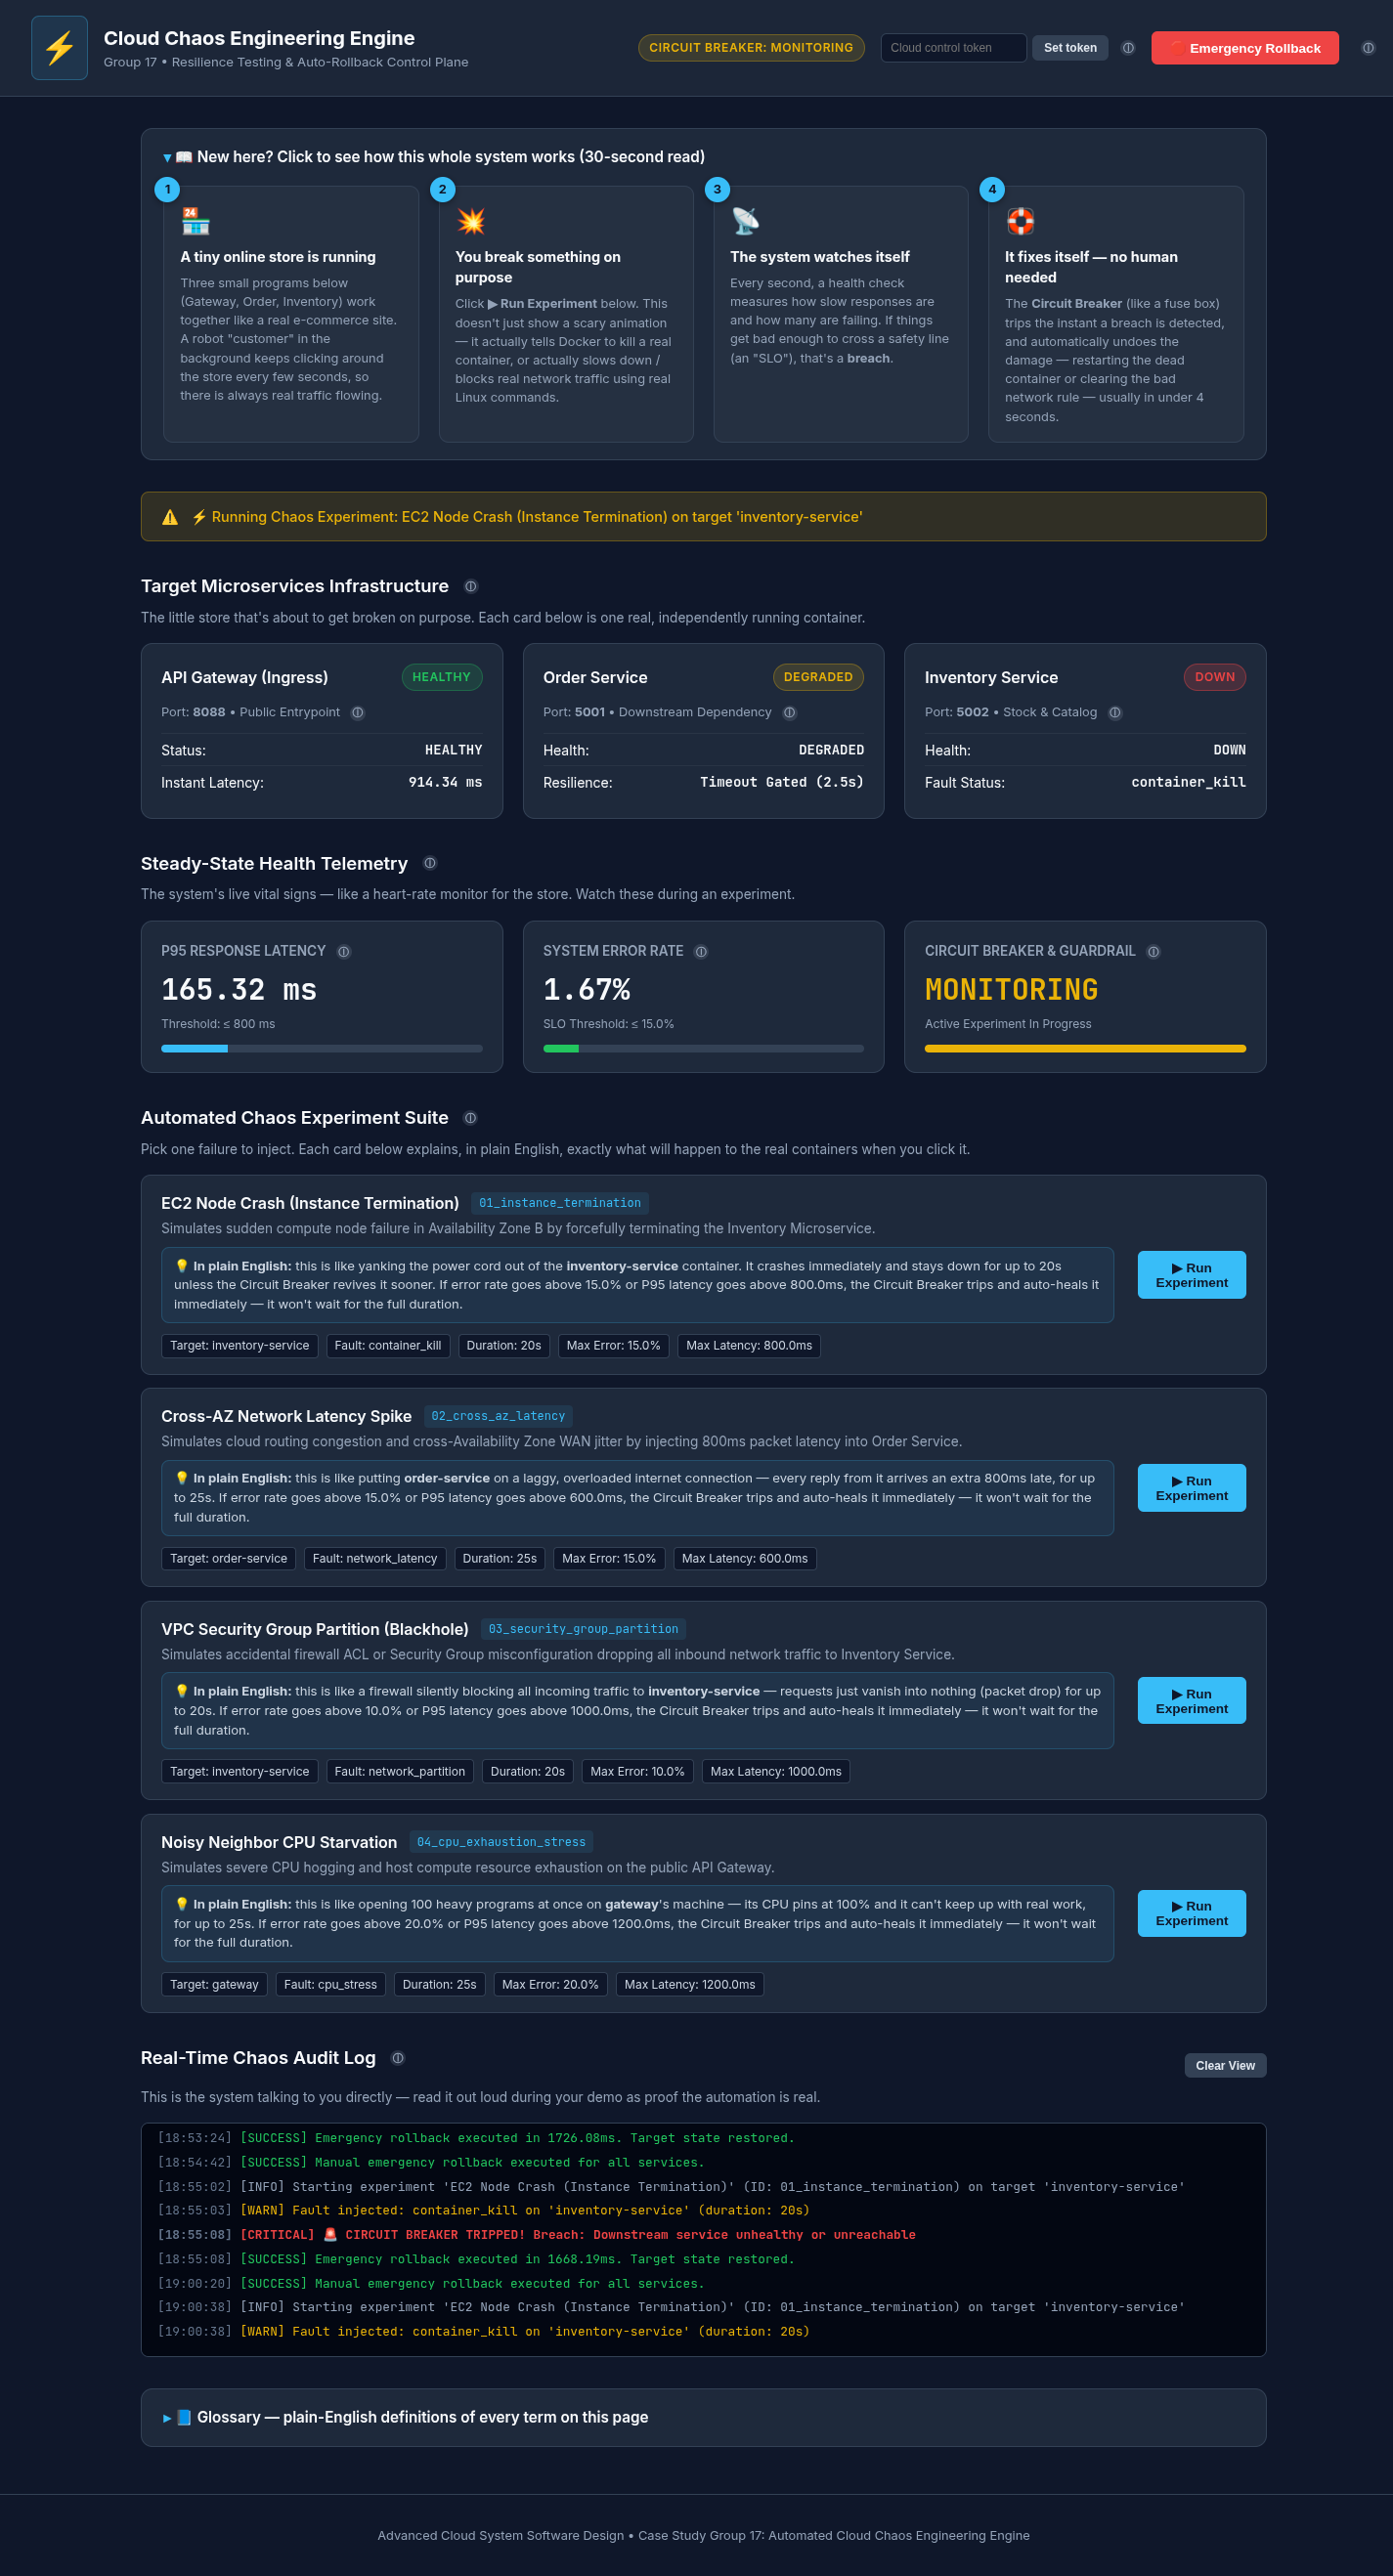 ⚡ Cloud Chaos Engineering Engine
Group 17 • Resilience Testing & Auto-Rollback Control Plane
CIRCUIT BREAKER: MONITORING
Cloud control token
Set token
ⓘ
Emergency Rollback
ⓘ
▾ 📖 New here? Click to see how this whole system works (30-second read)
1
A tiny online store is running
Three small programs below
(Gateway, Order, Inventory) work
together like a real e-commerce site.
A robot "customer" in the
background keeps clicking around
the store every few seconds, so
there is always real traffic flowing.
2
You break something on
purpose
Click ▶ Run Experiment below. This
doesn't just show a scary animation
— it actually tells Docker to kill a real
container, or actually slows down /
blocks real network traffic using real
Linux commands.
3
The system watches itself
Every second, a health check
measures how slow responses are
and how many are failing. If things
get bad enough to cross a safety line
(an "SLO"), that's a breach.
4
It fixes itself — no human
needed
The Circuit Breaker (like a fuse box)
trips the instant a breach is detected,
and automatically undoes the
damage — restarting the dead
container or clearing the bad
network rule — usually in under 4
seconds.
⚠️ ⚡ Running Chaos Experiment: EC2 Node Crash (Instance Termination) on target 'inventory-service'
Target Microservices Infrastructure ⓘ
The little store that's about to get broken on purpose. Each card below is one real, independently running container.
API Gateway (Ingress) HEALTHY
Port: 8088 • Public Entrypoint ⓘ
Status: HEALTHY
Instant Latency: 914.34 ms
Order Service DEGRADED
Port: 5001 • Downstream Dependency ⓘ
Health: DEGRADED
Resilience: Timeout Gated (2.5s)
Inventory Service DOWN
Port: 5002 • Stock & Catalog ⓘ
Health: DOWN
Fault Status: container_kill
Steady-State Health Telemetry ⓘ
The system's live vital signs — like a heart-rate monitor for the store. Watch these during an experiment.
P95 RESPONSE LATENCY ⓘ
165.32 ms
Threshold: ≤ 800 ms
SYSTEM ERROR RATE ⓘ
1.67%
SLO Threshold: ≤ 15.0%
CIRCUIT BREAKER & GUARDRAIL ⓘ
MONITORING
Active Experiment In Progress
Automated Chaos Experiment Suite ⓘ
Pick one failure to inject. Each card below explains, in plain English, exactly what will happen to the real containers when you click it.
EC2 Node Crash (Instance Termination) 01_instance_termination
Simulates sudden compute node failure in Availability Zone B by forcefully terminating the Inventory Microservice.
💡 In plain English: this is like yanking the power cord out of the inventory-service container. It crashes immediately and stays down for up to 20s
unless the Circuit Breaker revives it sooner. If error rate goes above 15.0% or P95 latency goes above 800.0ms, the Circuit Breaker trips and auto-heals it
immediately — it won't wait for the full duration.
Target: inventory-service Fault: container_kill Duration: 20s Max Error: 15.0% Max Latency: 800.0ms
▶ Run
Experiment
Cross-AZ Network Latency Spike 02_cross_az_latency
Simulates cloud routing congestion and cross-Availability Zone WAN jitter by injecting 800ms packet latency into Order Service.
💡 In plain English: this is like putting order-service on a laggy, overloaded internet connection — every reply from it arrives an extra 800ms late, for up
to 25s. If error rate goes above 15.0% or P95 latency goes above 600.0ms, the Circuit Breaker trips and auto-heals it immediately — it won't wait for the
full duration.
Target: order-service Fault: network_latency Duration: 25s Max Error: 15.0% Max Latency: 600.0ms
▶ Run
Experiment
VPC Security Group Partition (Blackhole) 03_security_group_partition
Simulates accidental firewall ACL or Security Group misconfiguration dropping all inbound network traffic to Inventory Service.
💡 In plain English: this is like a firewall silently blocking all incoming traffic to inventory-service — requests just vanish into nothing (packet drop) for up
to 20s. If error rate goes above 10.0% or P95 latency goes above 1000.0ms, the Circuit Breaker trips and auto-heals it immediately — it won't wait for the
full duration.
Target: inventory-service Fault: network_partition Duration: 20s Max Error: 10.0% Max Latency: 1000.0ms
▶ Run
Experiment
Noisy Neighbor CPU Starvation 04_cpu_exhaustion_stress
Simulates severe CPU hogging and host compute resource exhaustion on the public API Gateway.
💡 In plain English: this is like opening 100 heavy programs at once on gateway's machine — its CPU pins at 100% and it can't keep up with real work,
for up to 25s. If error rate goes above 20.0% or P95 latency goes above 1200.0ms, the Circuit Breaker trips and auto-heals it immediately — it won't wait
for the full duration.
Target: gateway Fault: cpu_stress Duration: 25s Max Error: 20.0% Max Latency: 1200.0ms
▶ Run
Experiment
Real-Time Chaos Audit Log ⓘ
Clear View
This is the system talking to you directly — read it out loud during your demo as proof the automation is real.
[18:53:24] [SUCCESS] Emergency rollback executed in 1726.08ms. Target state restored.
[18:54:42] [SUCCESS] Manual emergency rollback executed for all services.
[18:55:02] [INFO] Starting experiment 'EC2 Node Crash (Instance Termination)' (ID: 01_instance_termination) on target 'inventory-service'
[18:55:03] [WARN] Fault injected: container_kill on 'inventory-service' (duration: 20s)
[18:55:08] [CRITICAL] 🚨 CIRCUIT BREAKER TRIPPED! Breach: Downstream service unhealthy or unreachable
[18:55:08] [SUCCESS] Emergency rollback executed in 1668.19ms. Target state restored.
[19:00:20] [SUCCESS] Manual emergency rollback executed for all services.
[19:00:38] [INFO] Starting experiment 'EC2 Node Crash (Instance Termination)' (ID: 01_instance_termination) on target 'inventory-service'
[19:00:38] [WARN] Fault injected: container_kill on 'inventory-service' (duration: 20s)
▸ 📘 Glossary — plain-English definitions of every term on this page
Advanced Cloud System Software Design • Case Study Group 17: Automated Cloud Chaos Engineering Engine